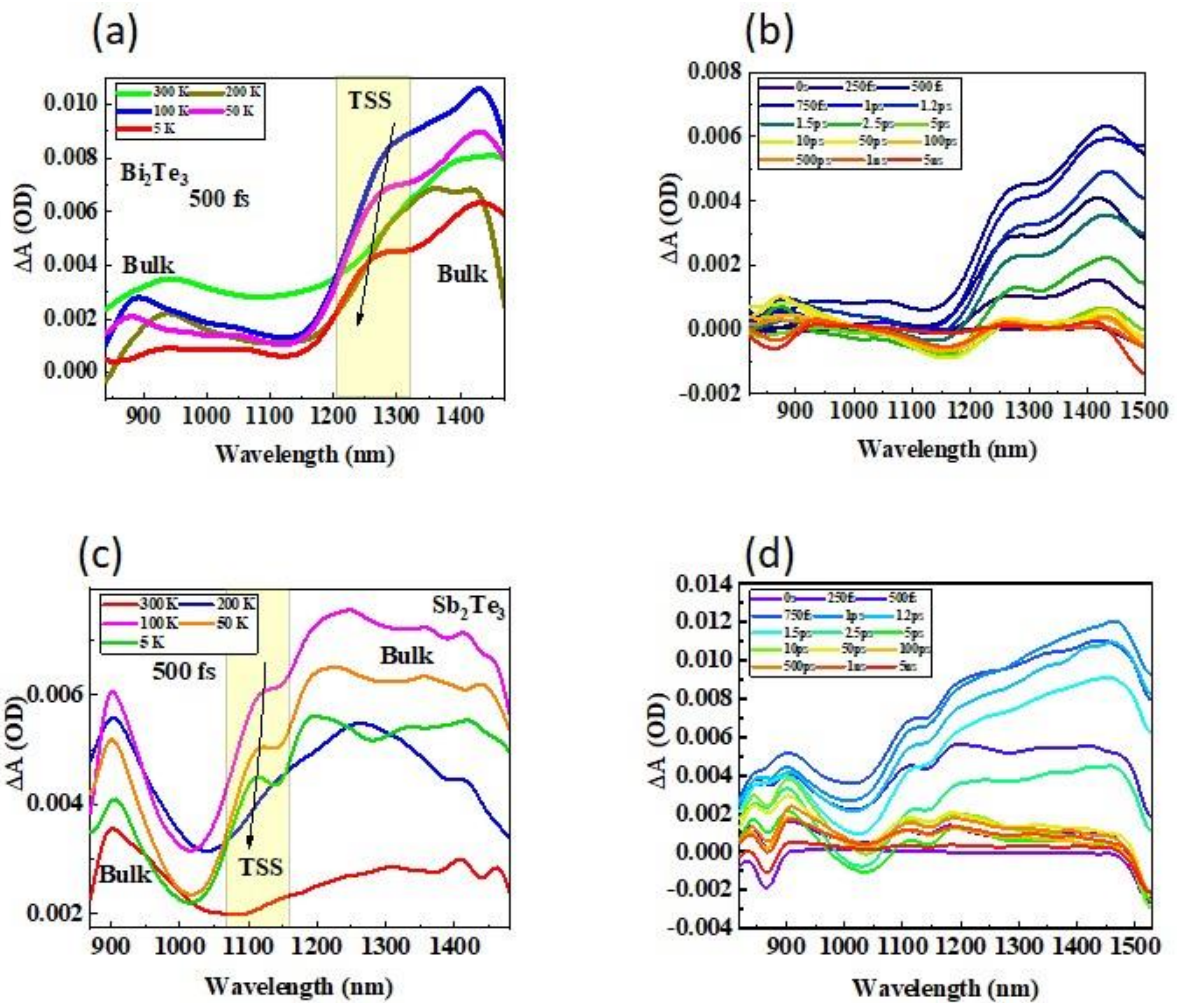 (a)
0.010
0.008
0.006
0.004
0.002
0.000
ΔA (OD)
300 K 200 K
100 K 50 K
5 K
TSS
Bi₂Te₃
500 fs
Bulk
Bulk
900 1000 1100 1200 1300 1400
Wavelength (nm)
(b)
0.008
0.006
0.004
0.002
0.000
-0.002
ΔA (OD)
0s 250fs 500fs
750fs 1ps 1.2ps
1.5ps 2.5ps 5ps
10ps 50ps 100ps
500ps 1ns 5ns
900 1000 1100 1200 1300 1400 1500
Wavelength (nm)
(c)
0.006
0.004
0.002
ΔA (OD)
300 K 200 K
100 K 50 K
5 K
Sb₂Te₃
500 fs
Bulk
Bulk
TSS
900 1000 1100 1200 1300 1400
Wavelength (nm)
(d)
0.014
0.012
0.010
0.008
0.006
0.004
0.002
0.000
-0.002
-0.004
ΔA (OD)
0s 250fs 500fs
750fs 1ps 1.2ps
1.5ps 2.5ps 5ps
10ps 50ps 100ps
500ps 1ns 5ns
900 1000 1100 1200 1300 1400 1500
Wavelength (nm)